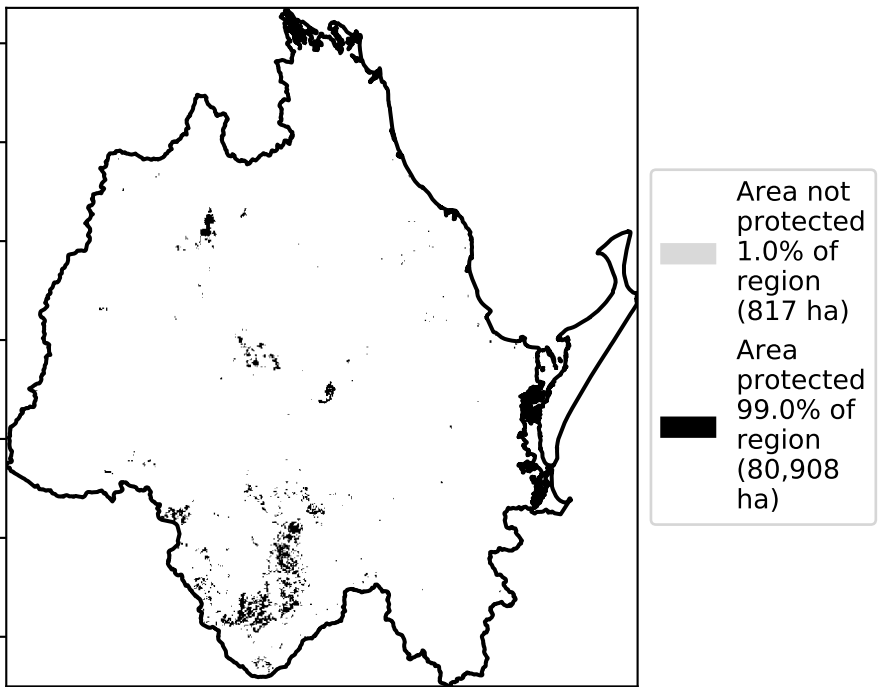 Area not
protected
1.0% of
region
(817 ha)
Area
protected
99.0% of
region
(80,908
ha)